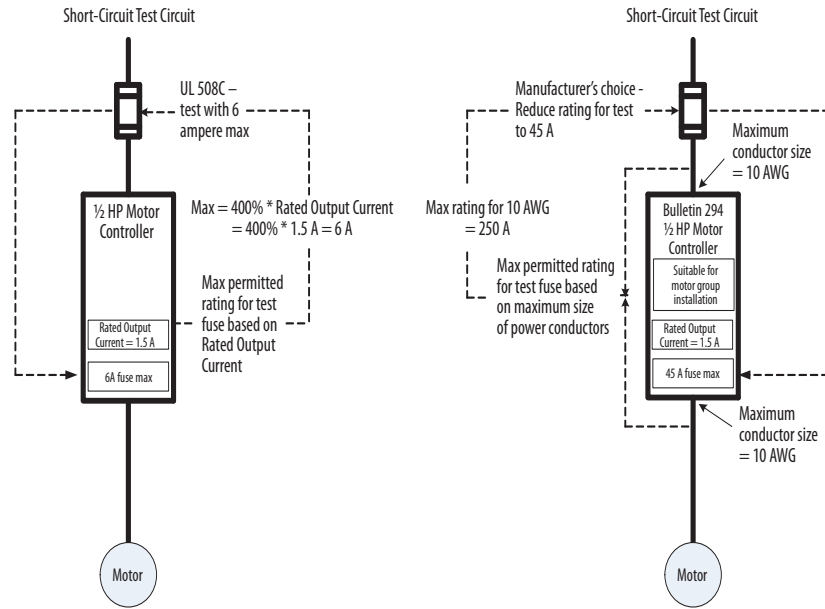 Short-Circuit Test Circuit
UL 508C –
test with 6
ampere max
½ HP Motor
Controller
Max = 400% * Rated Output Current
= 400% * 1.5 A = 6 A
Max permitted
rating for test
fuse based on
Rated Output
Current
Rated Output
Current = 1.5 A
6A fuse max
Motor
Short-Circuit Test Circuit
Manufacturer’s choice -
Reduce rating for test
to 45 A
Maximum
conductor size
= 10 AWG
Max rating for 10 AWG
= 250 A
Max permitted rating
for test fuse based
on maximum size
of power conductors
Bulletin 294
½ HP Motor
Controller
Suitable for
motor group
installation
Rated Output
Current = 1.5 A
45 A fuse max
Maximum
conductor size
= 10 AWG
Motor